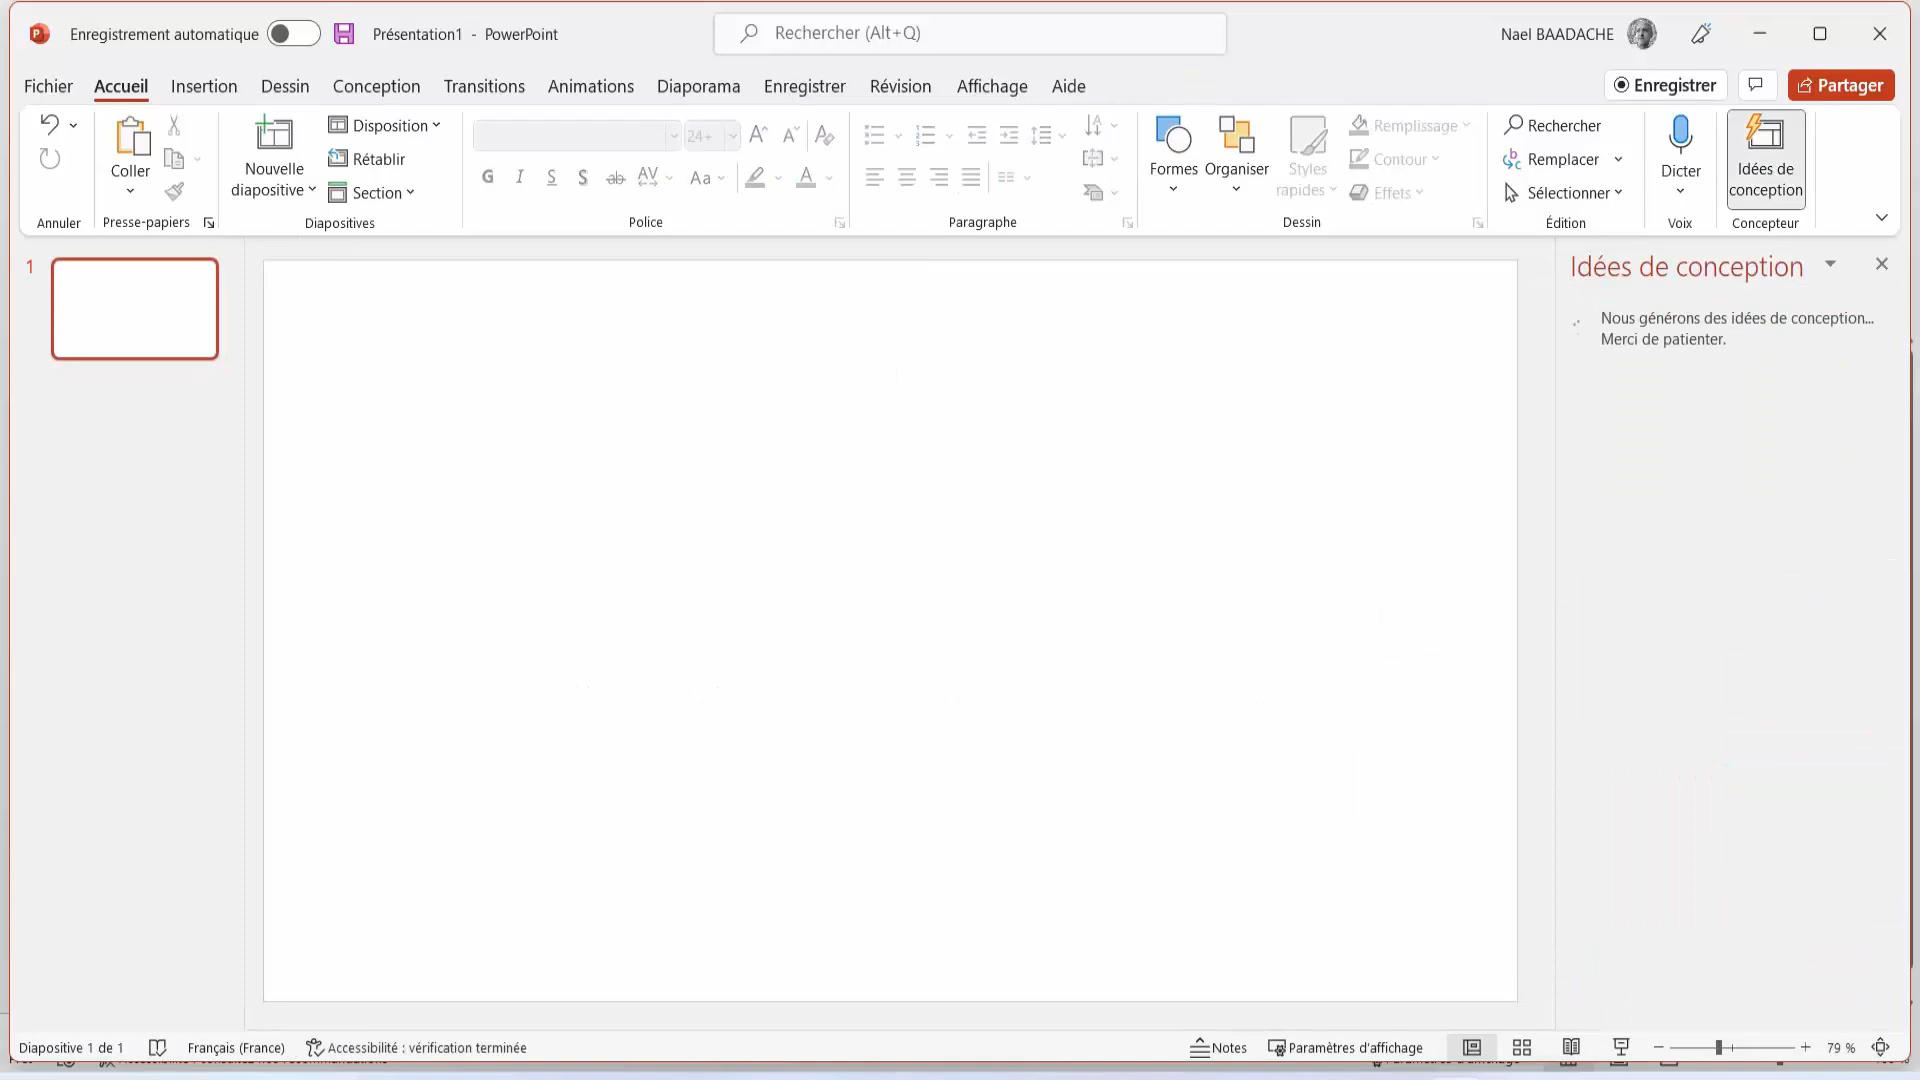 Enregistrement automatique
Présentation1 - PowerPoint
Rechercher (Alt+Q)
Nael BAADACHE
Fichier Accueil Insertion Dessin Conception Transitions Animations Diaporama Enregistrer Révision Affichage Aide
Enregistrer
Partager
Annuler
Coller
Presse-papiers
Nouvelle
diapositive
Disposition
Rétablir
Section
Diapositives
24+
G I S S ab AV Aa A
Police
Paragraphe
Formes
Organiser
Styles
rapides
Remplissage
Contour
Effets
Dessin
Rechercher
Remplacer
Sélectionner
Édition
Dicter
Voix
Idées de
conception
Concepteur
1
Idées de conception
Nous générons des idées de conception...
Merci de patienter.
Diapositive 1 de 1
Français (France)
Accessibilité : vérification terminée
Notes
Paramètres d'affichage
79 %